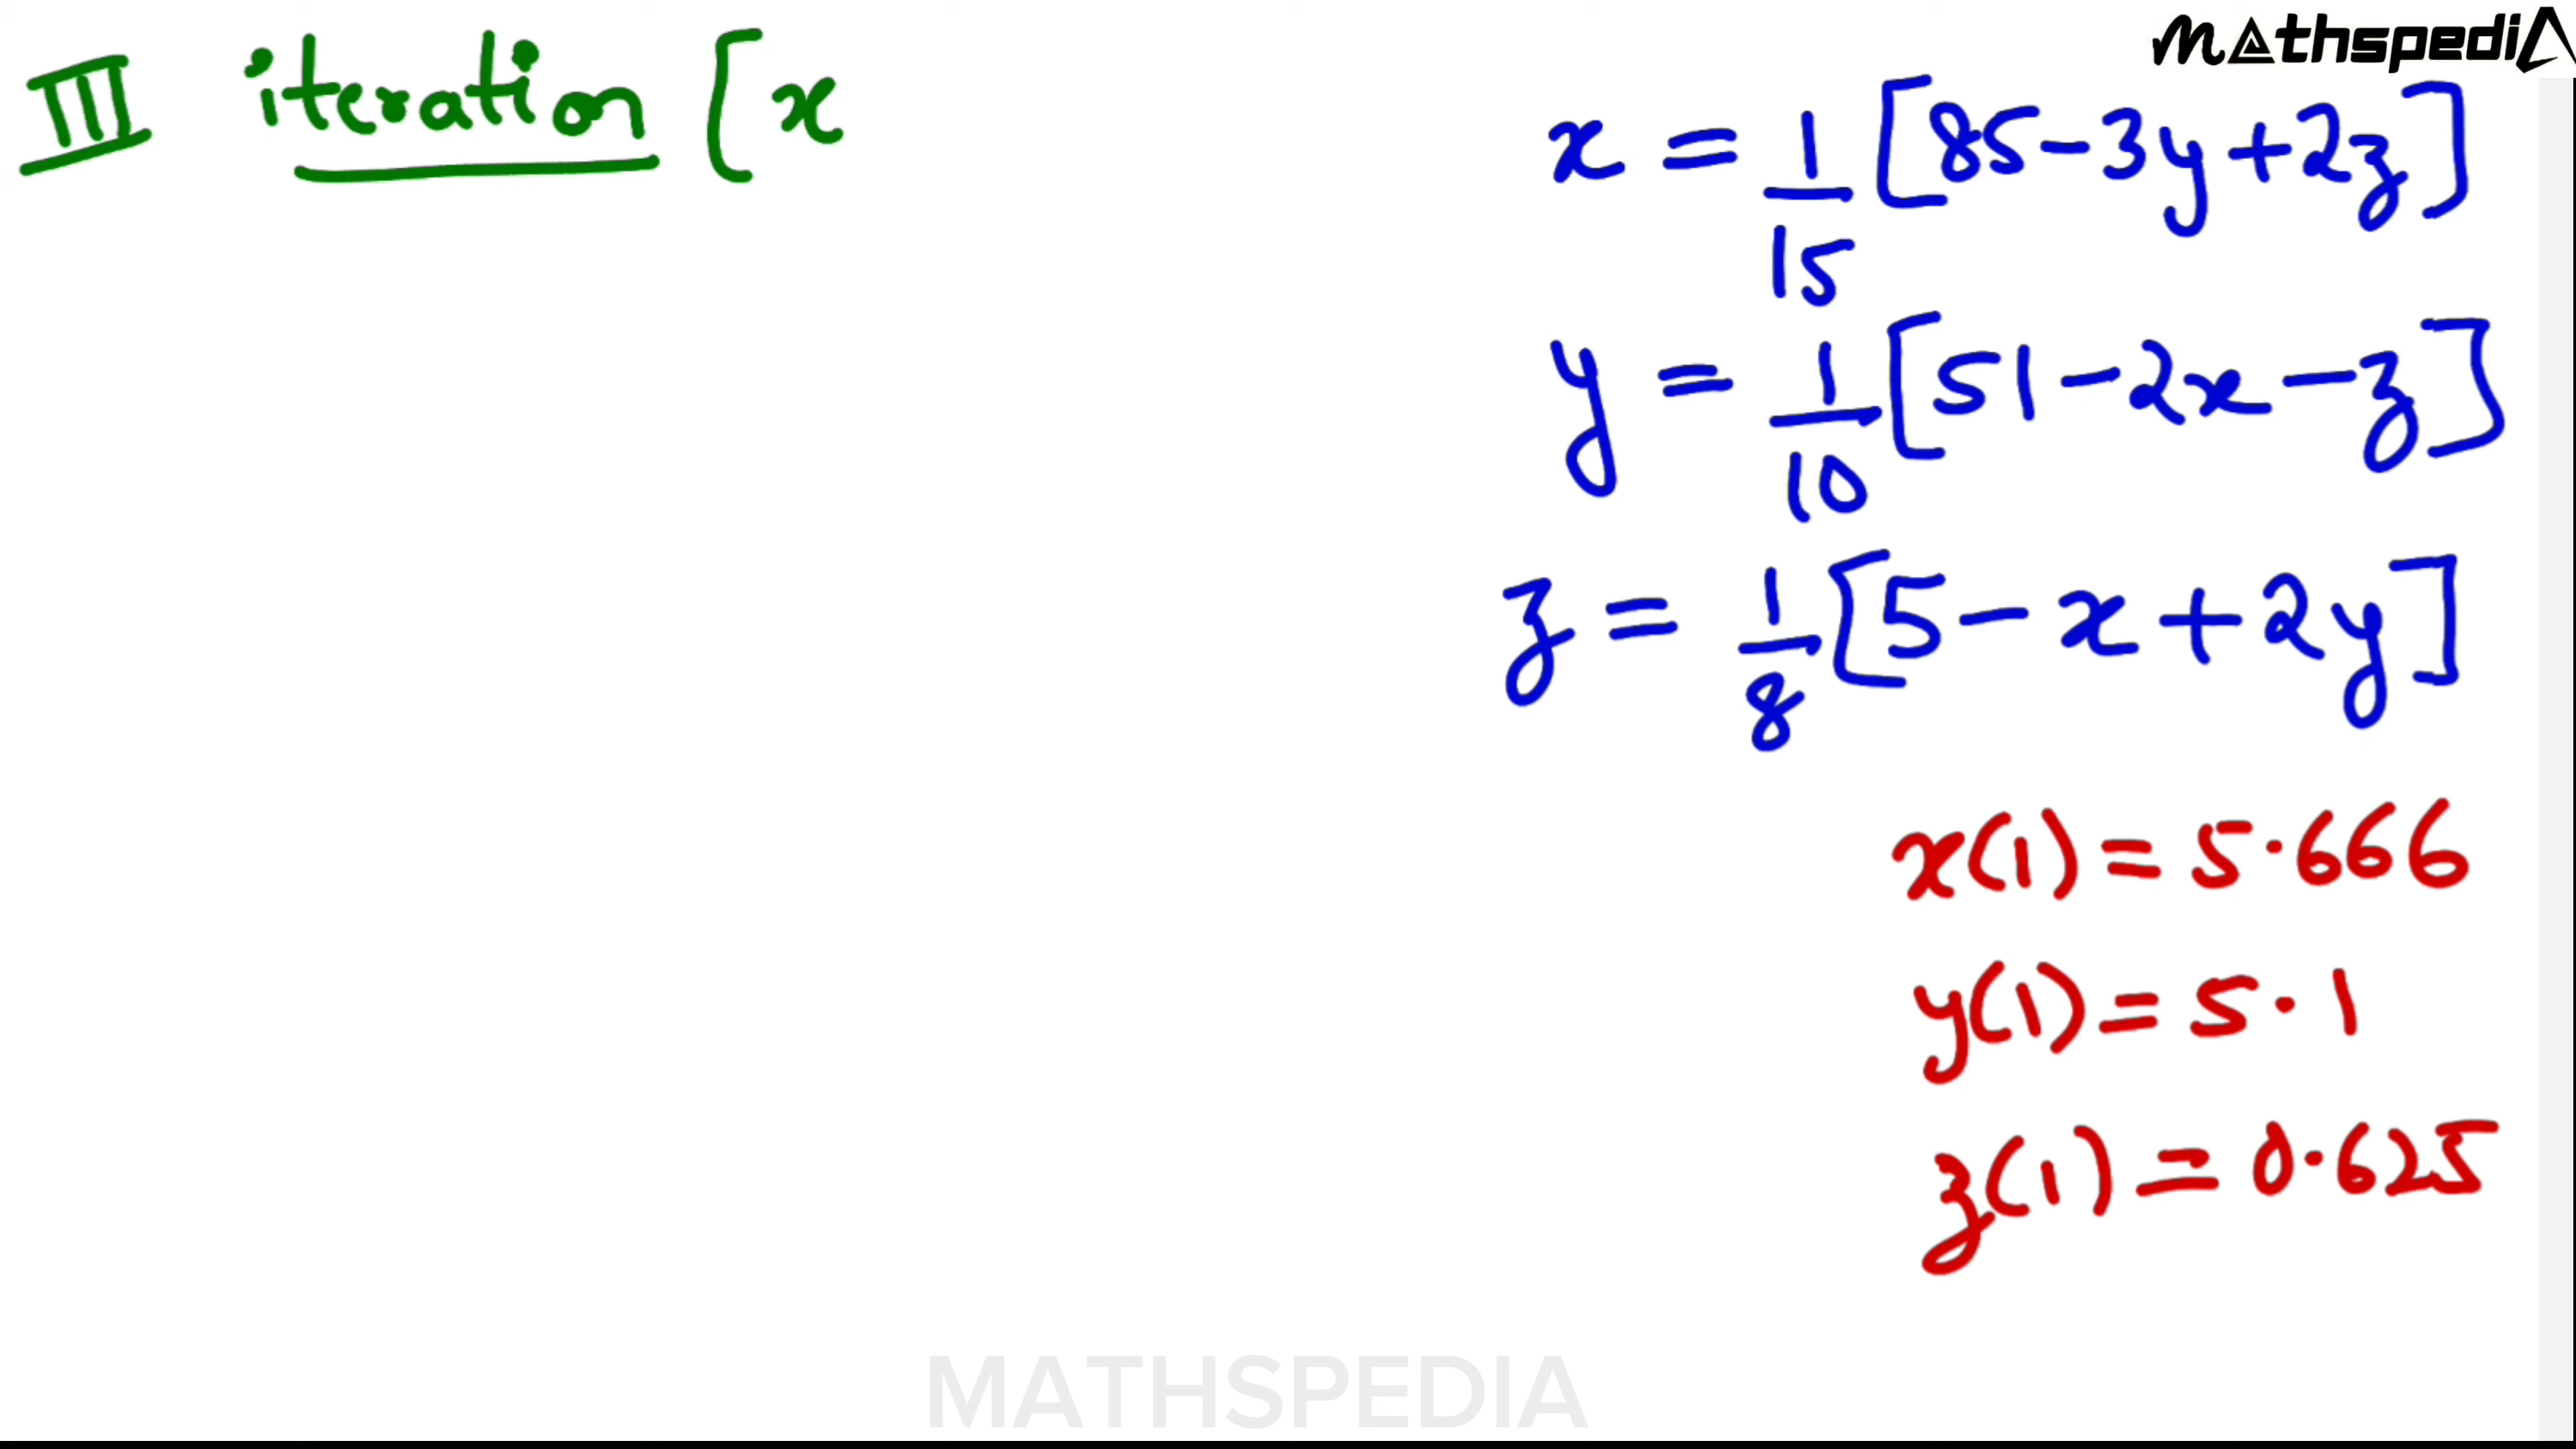 MathspediA
III iteration [x
x = 1/15 [85-3y+2z]
y = 1/10 [51-2x-z]
z = 1/8 [5-x+2y]
x(1) = 5.666
y(1) = 5.1
z(1) = 0.625
MATHSPEDIA